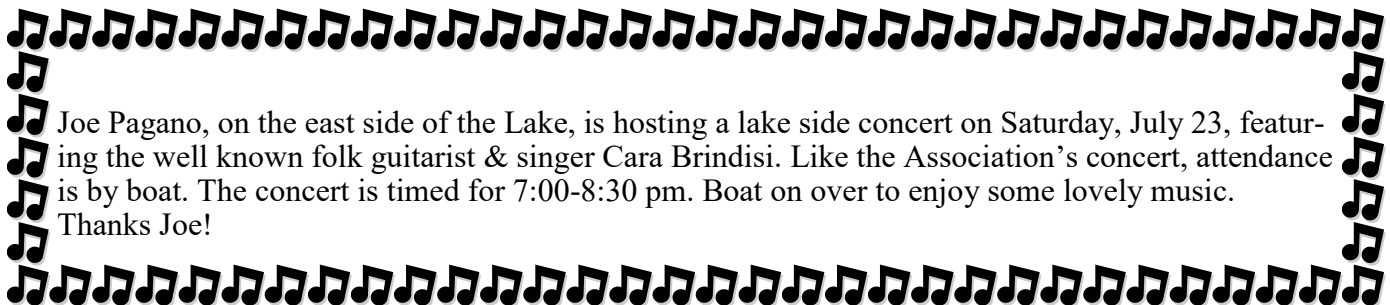 Joe Pagano, on the east side of the Lake, is hosting a lake side concert on Saturday, July 23, featur-
ing the well known folk guitarist & singer Cara Brindisi. Like the Association’s concert, attendance
is by boat. The concert is timed for 7:00-8:30 pm. Boat on over to enjoy some lovely music.
Thanks Joe!